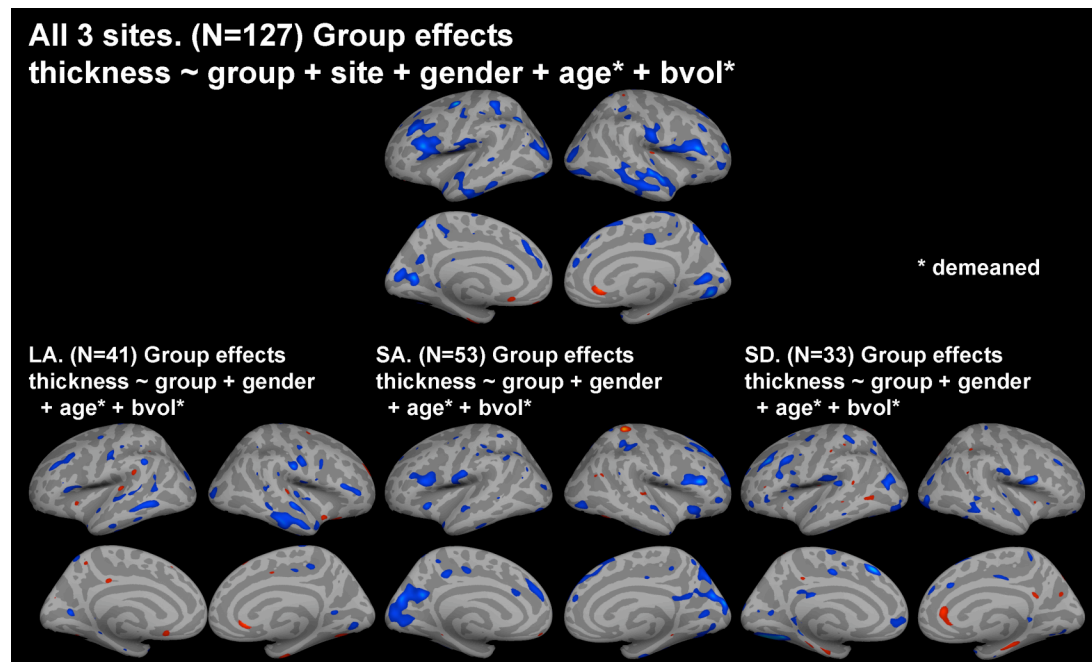 All 3 sites. (N=127) Group effects
thickness ~ group + site + gender + age* + bvol*
* demeaned
LA. (N=41) Group effects
thickness ~ group + gender
+ age* + bvol*
SA. (N=53) Group effects
thickness ~ group + gender
+ age* + bvol*
SD. (N=33) Group effects
thickness ~ group + gender
+ age* + bvol*